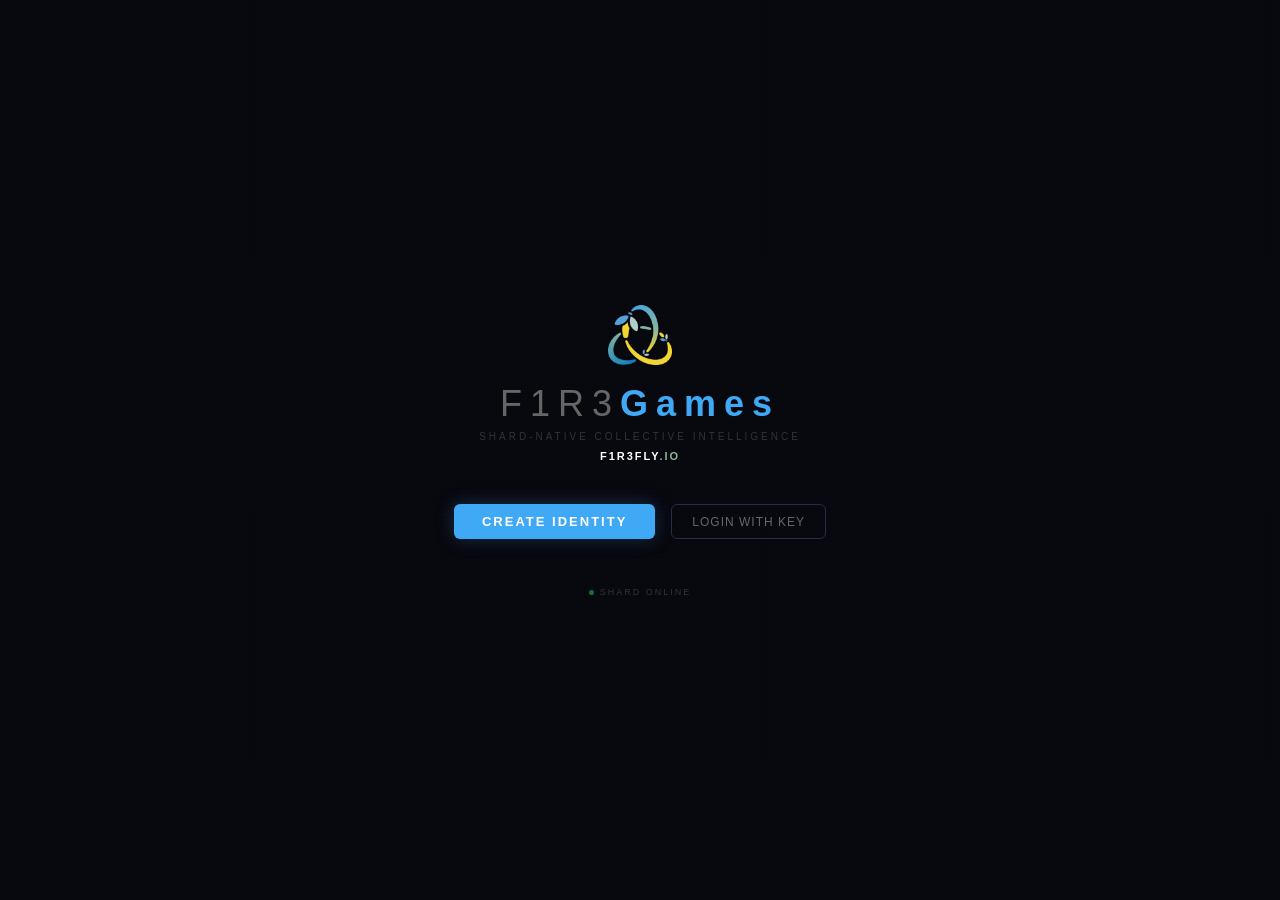 F1R3Games
SHARD-NATIVE COLLECTIVE INTELLIGENCE
F1R3FLY.IO
CREATE IDENTITY
LOGIN WITH KEY
SHARD ONLINE